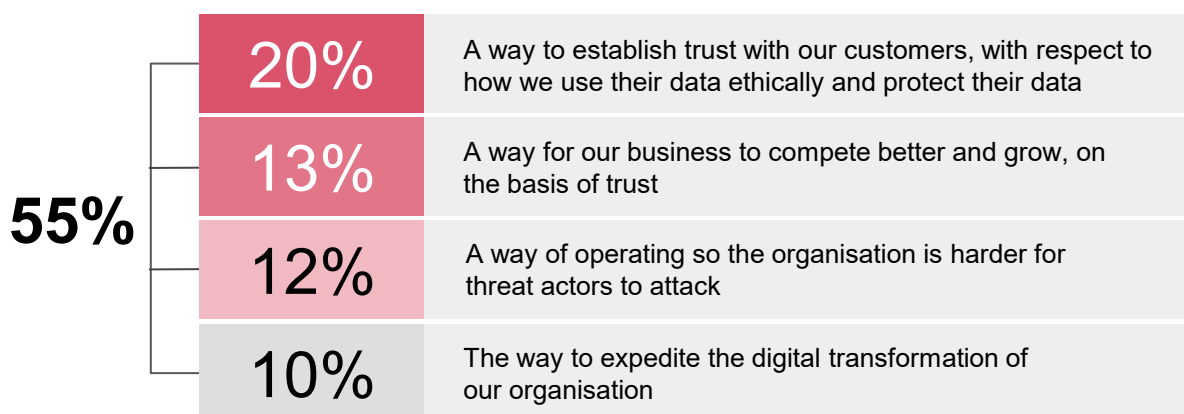 20%
A way to establish trust with our customers, with respect to
how we use their data ethically and protect their data
13%
A way for our business to compete better and grow, on
the basis of trust
55%
12%
A way of operating so the organisation is harder for
threat actors to attack
10%
The way to expedite the digital transformation of
our organisation